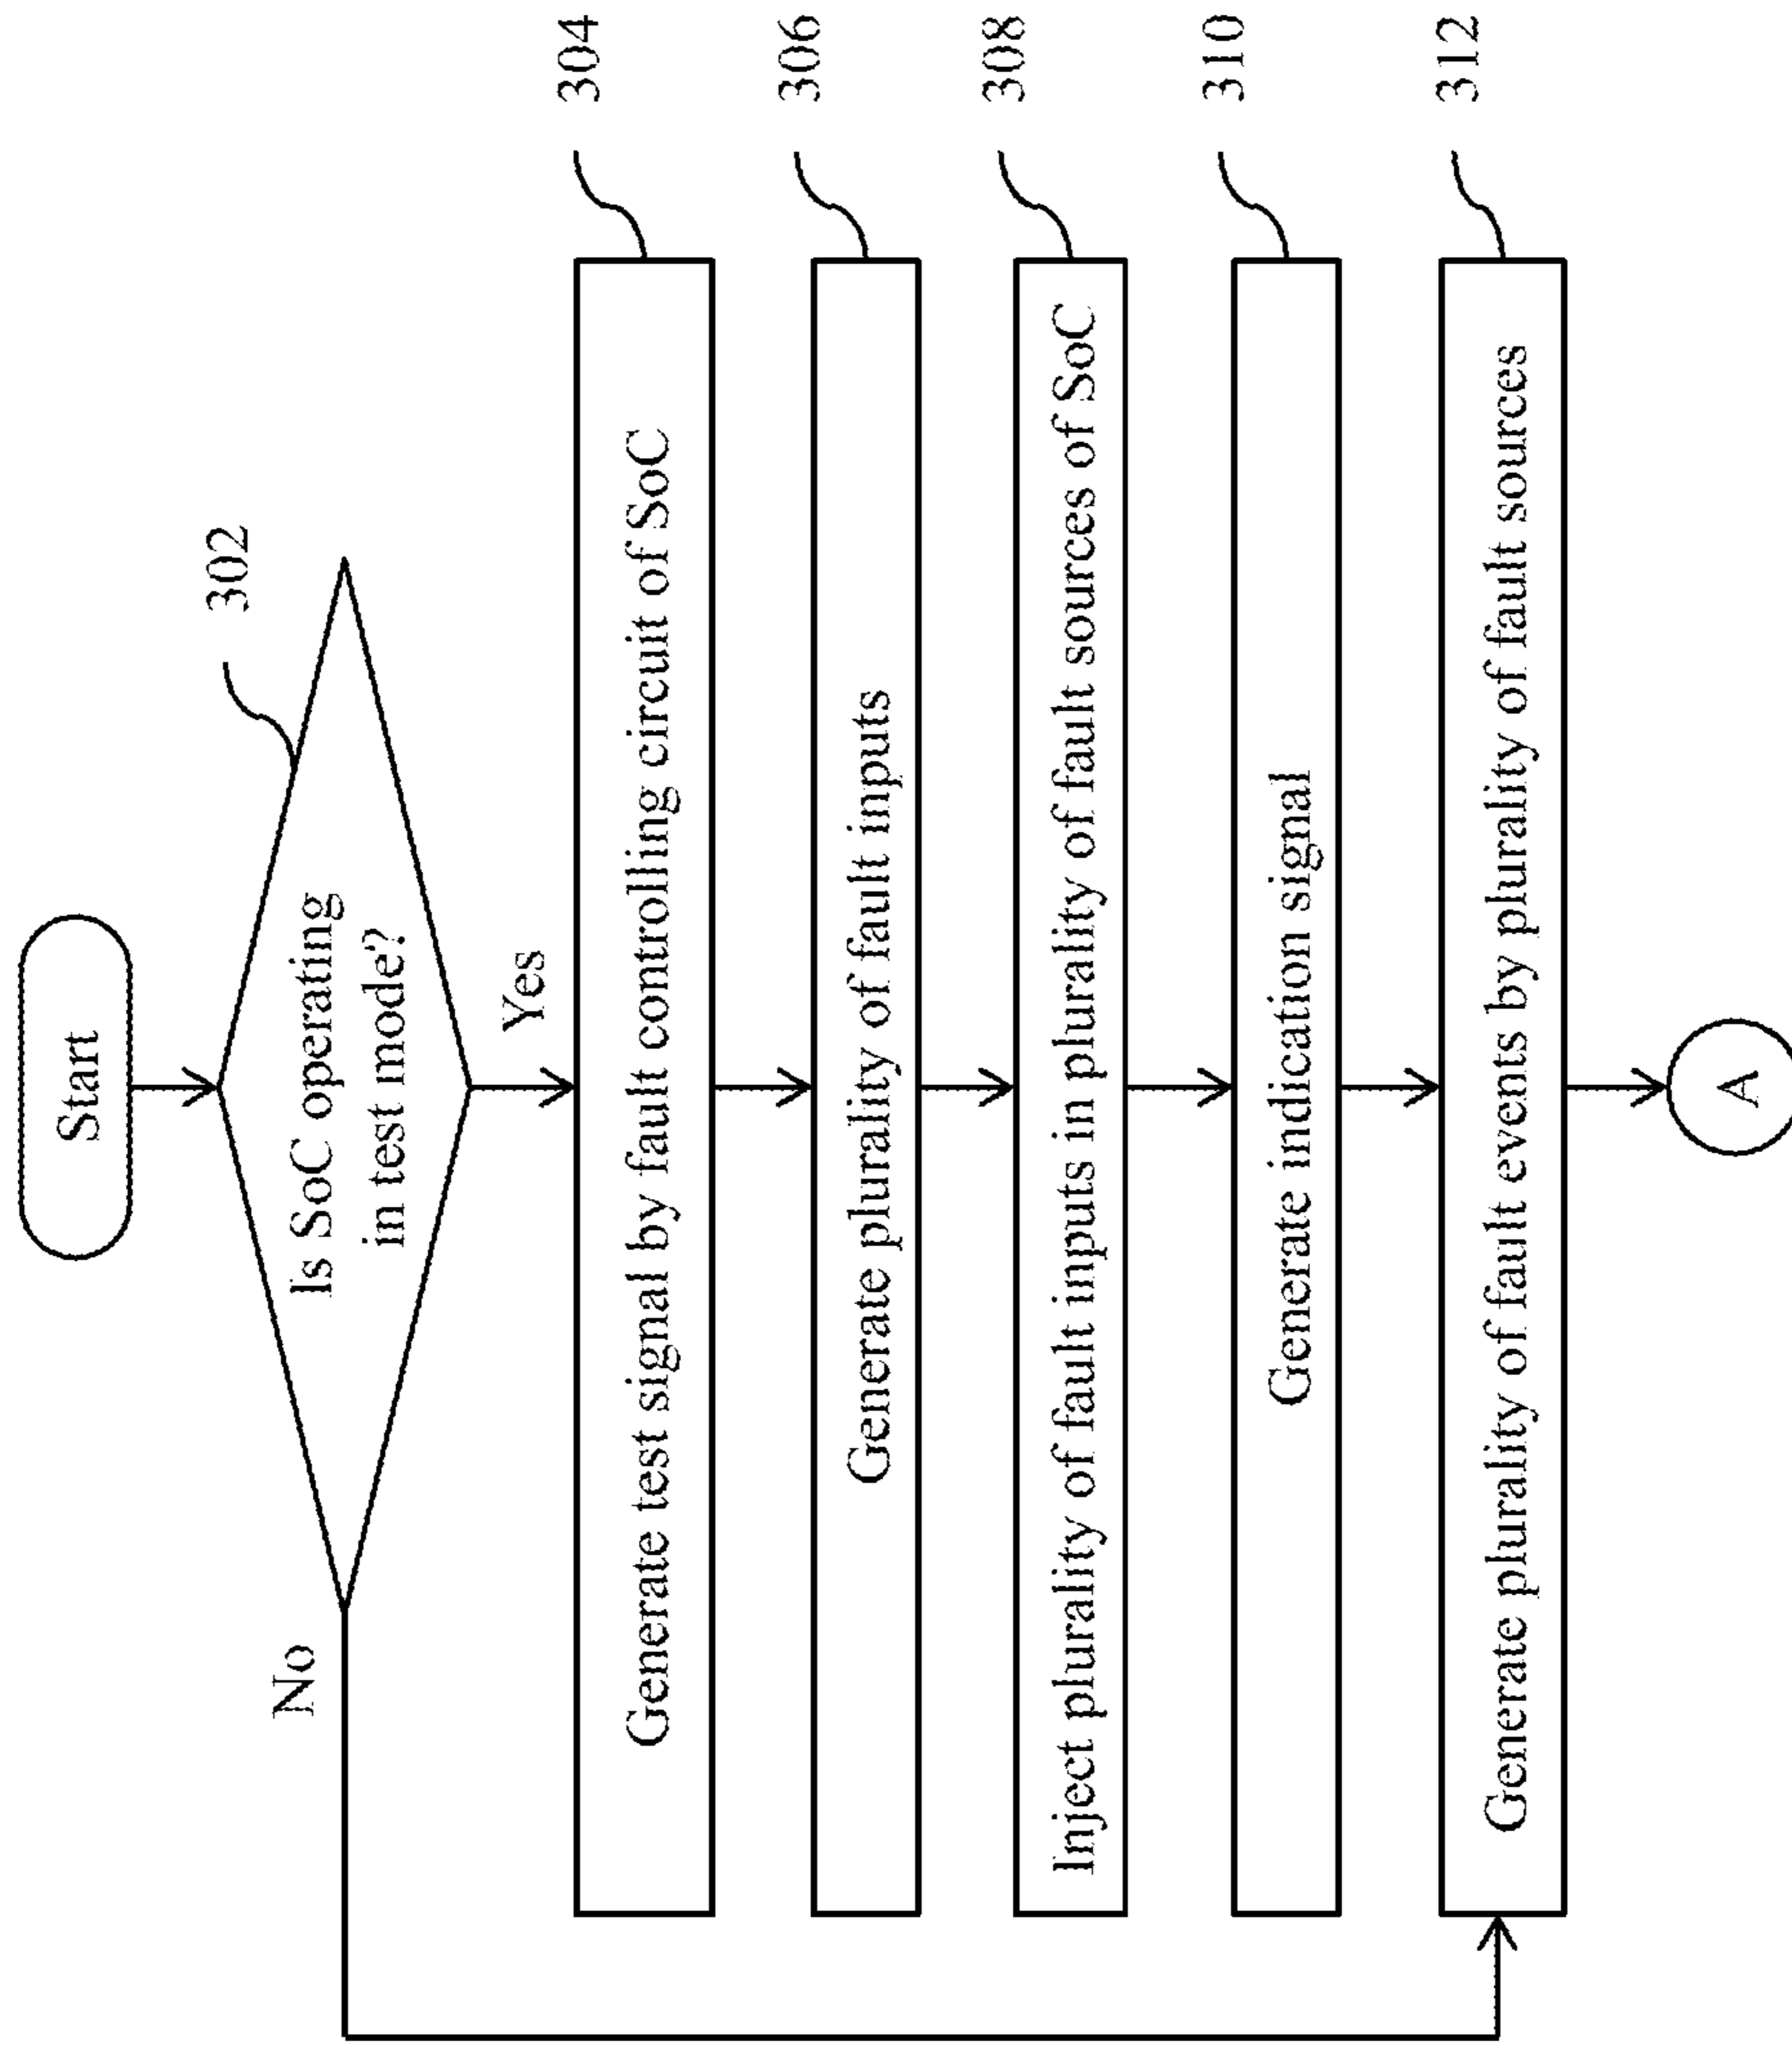 Start
302
Is SoC operating
in test mode?
No
Yes
304
Generate test signal by fault controlling circuit of SoC
306
Generate plurality of fault inputs
308
Inject plurality of fault inputs in plurality of fault sources of SoC
310
Generate indication signal
312
Generate plurality of fault events by plurality of fault sources
A